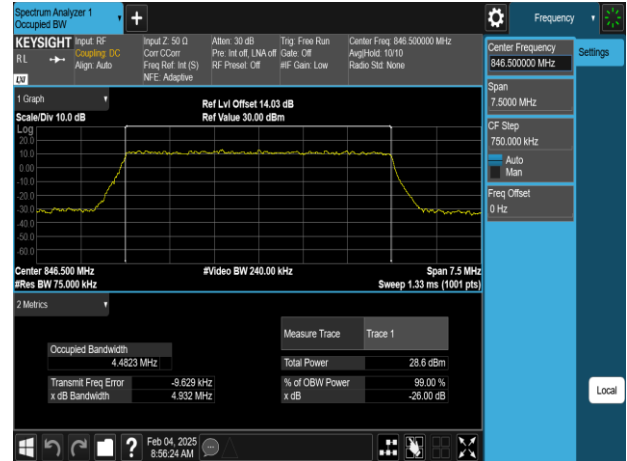 Spectrum Analyzer 1
Occupied BW
+
Frequency
KEYSIGHT
RL
LXI
Input: RF
Coupling: DC
Align: Auto
Input Z: 50 Ω
Corr CCorr
Freq Ref: Int (S)
NFE: Adaptive
Atten: 30 dB
Pre: Int off, LNA off
RF Preset: Off
Trig: Free Run
Gate: Off
#IF Gain: Low
Center Freq: 846.500000 MHz
Avg|Hold: 10/10
Radio Std: None
1 Graph
Scale/Div 10.0 dB
Ref Lvl Offset 14.03 dB
Ref Value 30.00 dBm
Log
20.0
10.0
0.00
-10.0
-20.0
-30.0
-40.0
-50.0
-60.0
Center 846.500 MHz
#Res BW 75.000 kHz
#Video BW 240.00 kHz
Span 7.5 MHz
Sweep 1.33 ms (1001 pts)
2 Metrics
Measure Trace Trace 1
Occupied Bandwidth
4.4823 MHz
Total Power 28.6 dBm
Transmit Freq Error -9.629 kHz
% of OBW Power 99.00 %
x dB Bandwidth 4.932 MHz
x dB -26.00 dB
Center Frequency
846.500000 MHz
Settings
Span
7.5000 MHz
CF Step
750.000 kHz
Auto
Man
Freq Offset
0 Hz
Local
?
Feb 04, 2025
8:56:24 AM